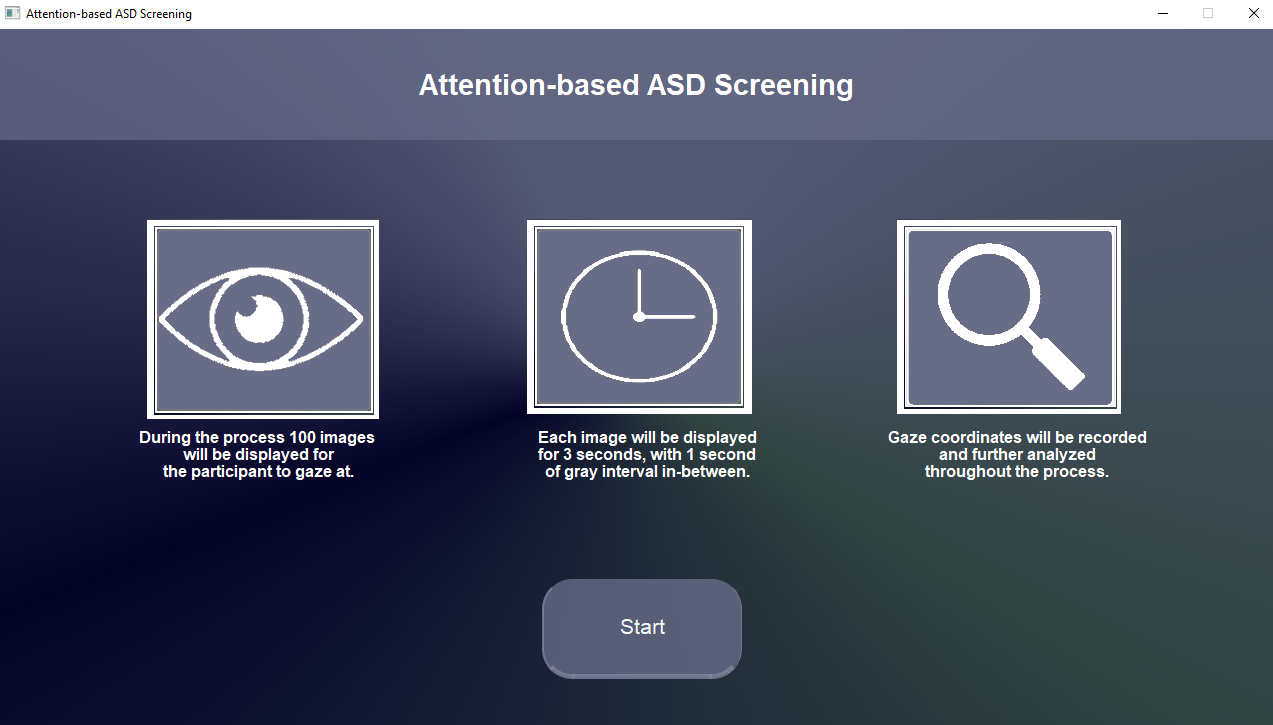 Attention-based ASD Screening
Attention-based ASD Screening
During the process 100 images
will be displayed for
the participant to gaze at.
Each image will be displayed
for 3 seconds, with 1 second
of gray interval in-between.
Gaze coordinates will be recorded
and further analyzed
throughout the process.
Start